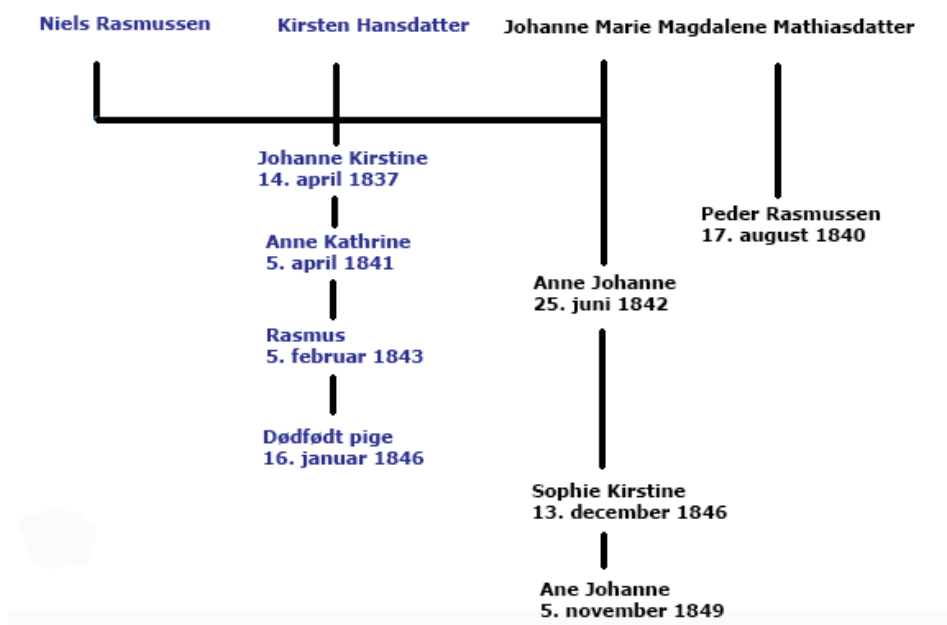 Niels Rasmussen
Kirsten Hansdatter
Johanne Marie Magdalene Mathiasdatter
Johanne Kirstine
14. april 1837
Anne Kathrine
5. april 1841
Rasmus
5. februar 1843
Dødfødt pige
16. januar 1846
Anne Johanne
25. juni 1842
Sophie Kirstine
13. december 1846
Ane Johanne
5. november 1849
Peder Rasmussen
17. august 1840